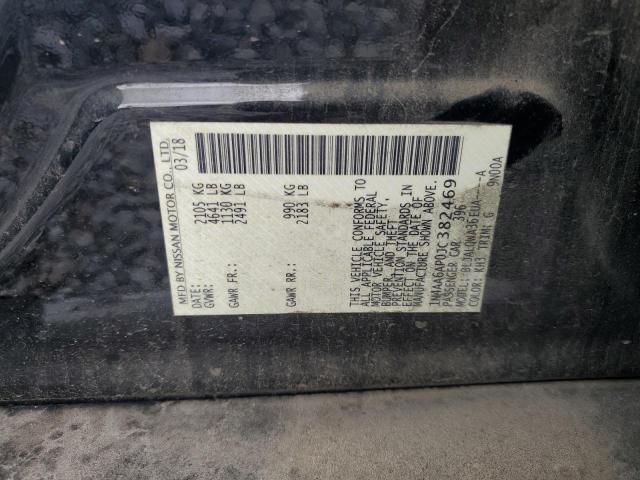 MFD BY NISSAN MOTOR CO., LTD.
DATE: 03/18
GVWR: 2105 KG
4641 LB
GAWR FR: 1130 KG
2491 LB
GAWR RR: 990 KG
2183 LB
THIS VEHICLE CONFORMS TO
ALL APPLICABLE FEDERAL
MOTOR VEHICLE SAFETY,
BUMPER, AND THEFT
PREVENTION STANDARDS IN
EFFECT ON THE DATE OF
MANUFACTURE SHOWN ABOVE.
1N4AA6AP0JC382469
PASSENGER CAR 396
COLOR: KH3 TRIM: G 9N00A